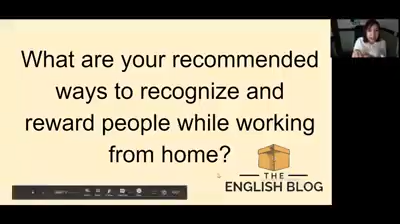 What are your recommended
ways to recognize and
reward people while working
from home?
THE
ENGLISH BLOG